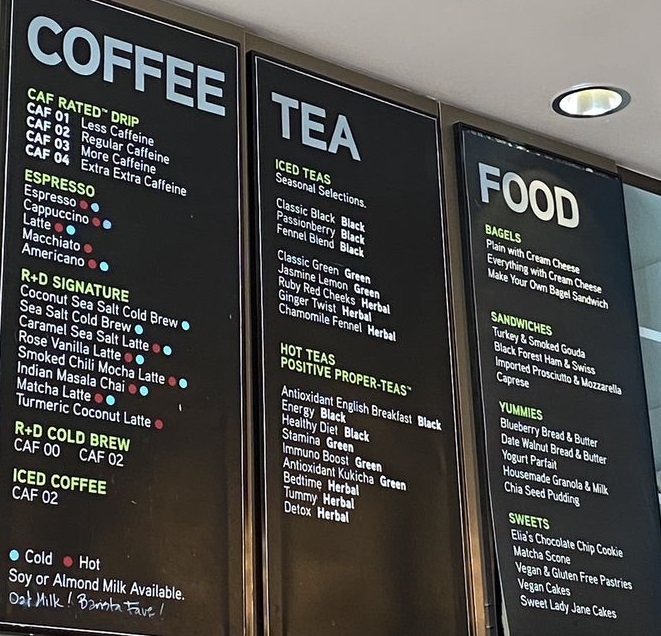 COFFEE
CAF RATED™ DRIP
CAF 01 Less Caffeine
CAF 02 Regular Caffeine
CAF 03 More Caffeine
CAF 04 Extra Extra Caffeine
ESPRESSO
Espresso
Cappuccino
Latte
Macchiato
Americano
R+D SIGNATURE
Coconut Sea Salt Cold Brew
Sea Salt Cold Brew
Caramel Sea Salt Latte
Rose Vanilla Latte
Smoked Chili Mocha Latte
Indian Masala Chai
Matcha Latte
Turmeric Coconut Latte
R+D COLD BREW
CAF 00 CAF 02
ICED COFFEE
CAF 02
Cold Hot
Soy or Almond Milk Available.
Oat Milk! Barista Fave!
TEA
ICED TEAS
Seasonal Selections.
Classic Black Black
Passionberry Black
Fennel Blend Black
Classic Green Green
Jasmine Lemon Green
Ruby Red Cheeks Herbal
Ginger Twist Herbal
Chamomile Fennel Herbal
HOT TEAS
POSITIVE PROPER-TEAS™
Antioxidant English Breakfast Black
Energy Black
Healthy Diet Black
Stamina Green
Immuno Boost Green
Antioxidant Kukicha Green
Bedtime Herbal
Tummy Herbal
Detox Herbal
FOOD
BAGELS
Plain with Cream Cheese
Everything with Cream Cheese
Make Your Own Bagel Sandwich
SANDWICHES
Turkey & Smoked Gouda
Black Forest Ham & Swiss
Imported Prosciutto & Mozzarella
Caprese
YUMMIES
Blueberry Bread & Butter
Date Walnut Bread & Butter
Yogurt Parfait
Housemade Granola & Milk
Chia Seed Pudding
SWEETS
Elia's Chocolate Chip Cookie
Matcha Scone
Vegan & Gluten Free Pastries
Vegan Cakes
Sweet Lady Jane Cakes